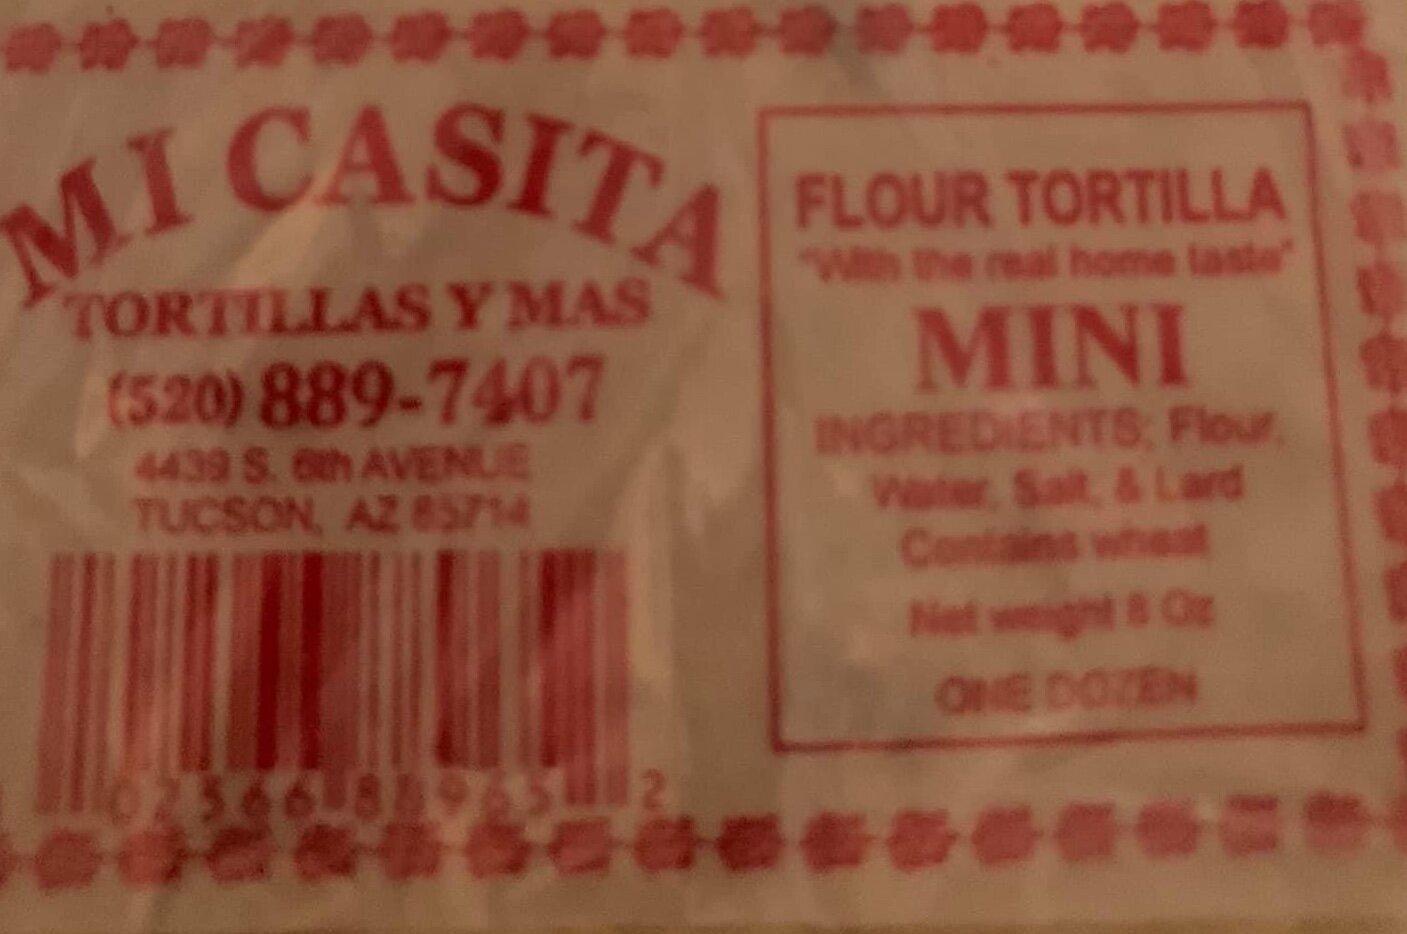 MI CASITA
TORTILLAS Y MAS
(520) 889-7407
4439 S. 6th AVENUE
TUCSON, AZ 85714
FLOUR TORTILLA
"With the real home taste"
MINI
INGREDIENTS: Flour,
Water, Salt, & Lard
Contains wheat
Net weight 8 Oz
ONE DOZEN